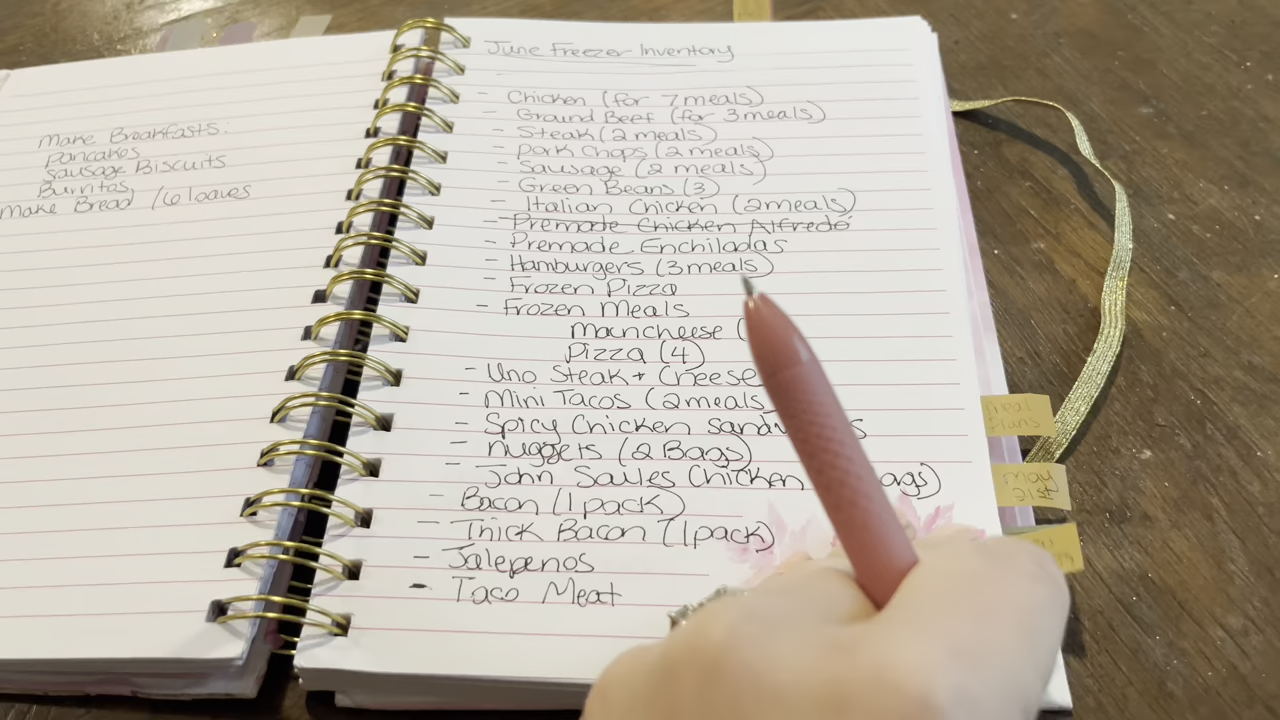 Make Breakfasts:
Pancakes
Sausage Biscuits
Burritos
Make Bread /6 loaves
June Freezer Inventory
- Chicken (for 7 meals)
- Ground Beef (for 3 meals)
- Steak (2 meals)
- Pork Chops (2 meals)
- Sausage (2 meals)
- Green Beans (3)
- Italian Chicken (2 meals)
- Premade Chicken Alfredo
- Premade Enchiladas
- Hamburgers (3 meals)
- Frozen Pizza
- Frozen Meals
Mac n cheese (
Pizza (4)
- Uno Steak + Cheese
- Mini Tacos (2 meals)
- Spicy Chicken
- Nuggets (2 Bags)
- John Soules Chicken
- Bacon (1 pack)
- Thick Bacon (1 pack)
- Jalepenos
- Taco Meat
meal
plans
may
21st